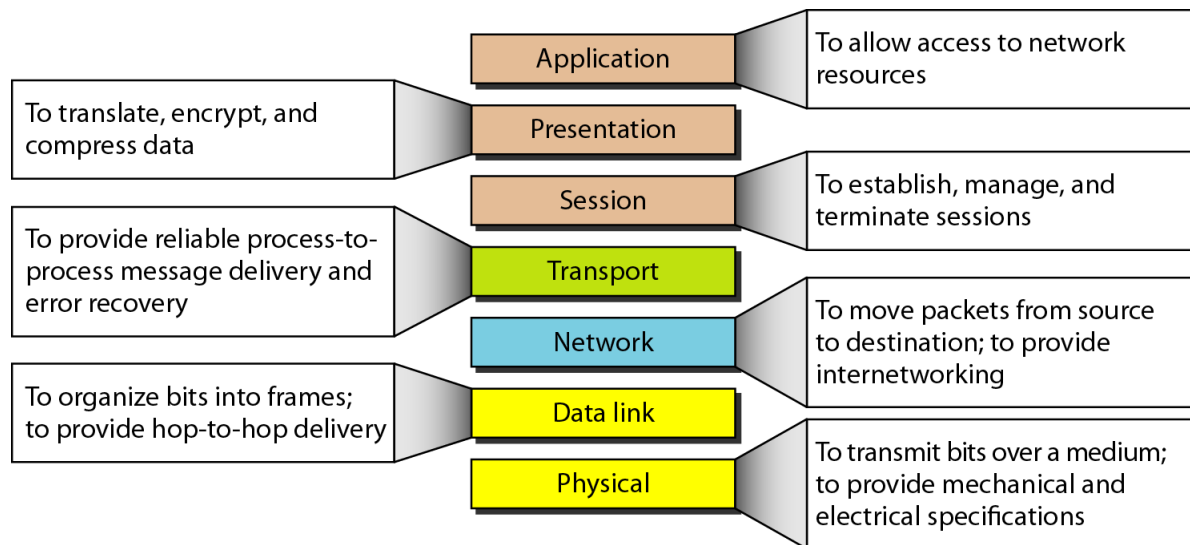 Application
To allow access to network
resources
To translate, encrypt, and
compress data
Presentation
Session
To establish, manage, and
terminate sessions
To provide reliable process-to-
process message delivery and
error recovery
Transport
Network
To move packets from source
to destination; to provide
internetworking
To organize bits into frames;
to provide hop-to-hop delivery
Data link
Physical
To transmit bits over a medium;
to provide mechanical and
electrical specifications